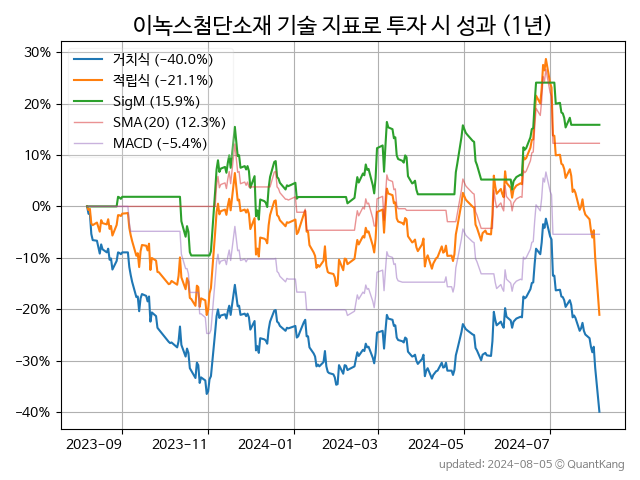 이녹스첨단소재 기술 지표로 투자 시 성과 (1년)
거치식 (−40.0%)
적립식 (−21.1%)
SigM (15.9%)
SMA(20) (12.3%)
MACD (−5.4%)
30%
20%
10%
0%
−10%
−20%
−30%
−40%
2023-09 2023-11 2024-01 2024-03 2024-05 2024-07
updated: 2024-08-05 © QuantKang